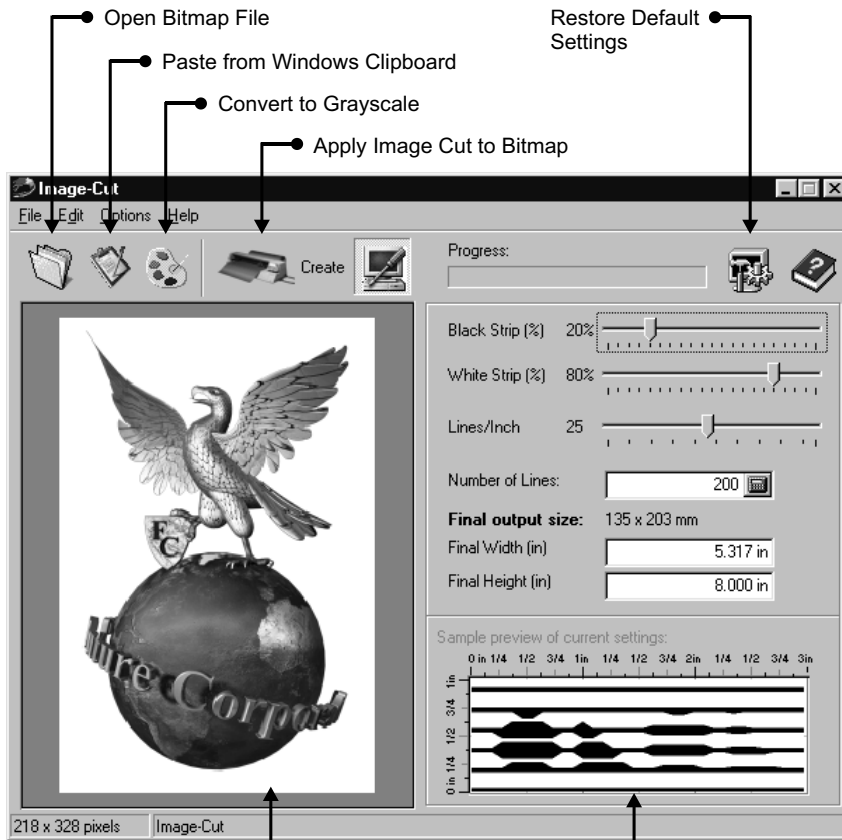 Open Bitmap File
Restore Default
Settings
Paste from Windows Clipboard
Convert to Grayscale
Apply Image Cut to Bitmap
Image-Cut
File Edit Options Help
Create
Progress:
Black Strip (%) 20%
White Strip (%) 80%
Lines/Inch 25
Number of Lines: 200
Final output size: 135 x 203 mm
Final Width (in) 5.317 in
Final Height (in) 8.000 in
FC
Sample preview of current settings:
0 in 1/4 1/2 3/4 1in 1/4 1/2 3/4 2in 1/4 1/2 3/4 3in
1in
3/4
1/2
1/4
0 in
218 x 328 pixels
Image-Cut